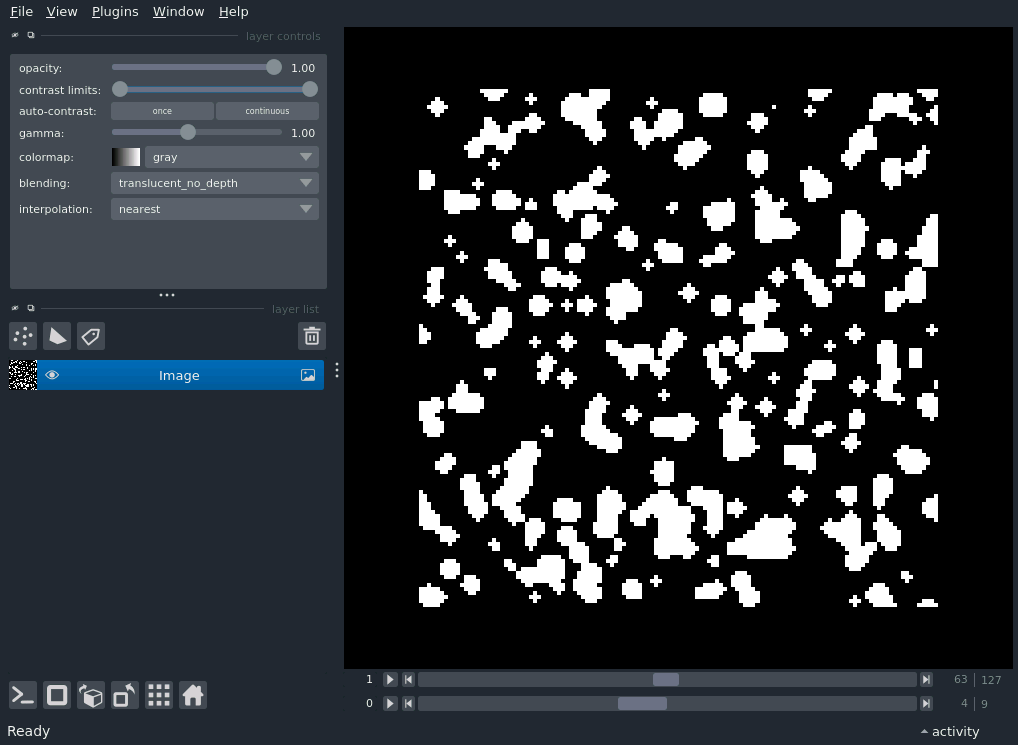 File View Plugins Window Help
layer controls
opacity: 1.00
contrast limits:
auto-contrast: once continuous
gamma: 1.00
colormap: gray
blending: translucent_no_depth
interpolation: nearest
layer list
Image
1 63 127
0 4 9
Ready activity